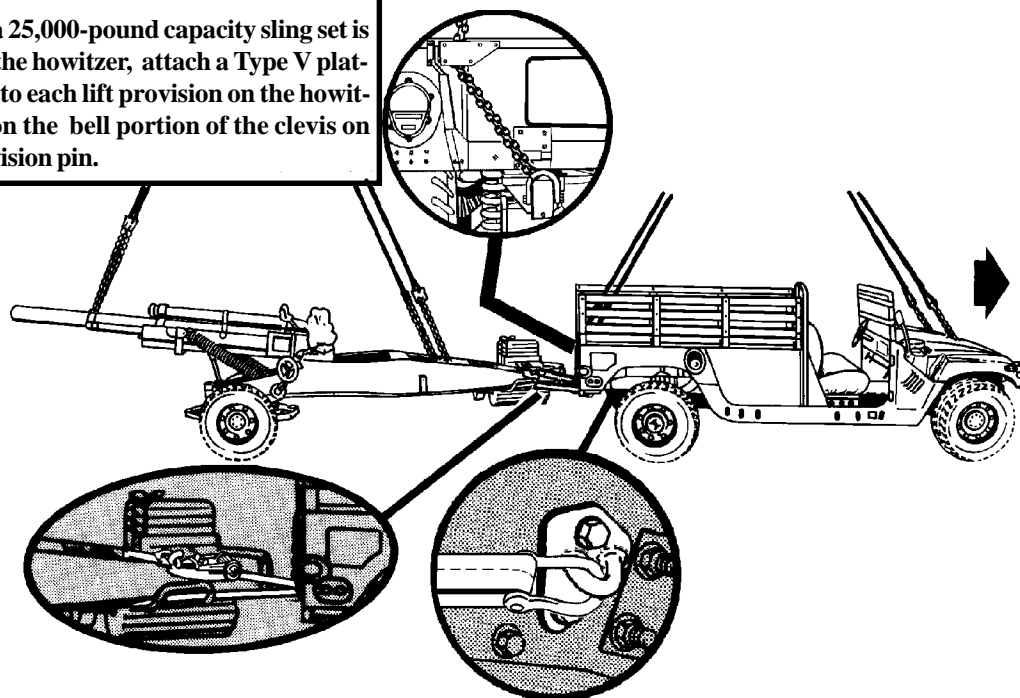 a 25,000-pound capacity sling set is
the howitzer, attach a Type V plat-
to each lift provision on the howit-
on the bell portion of the clevis on
vision pin.